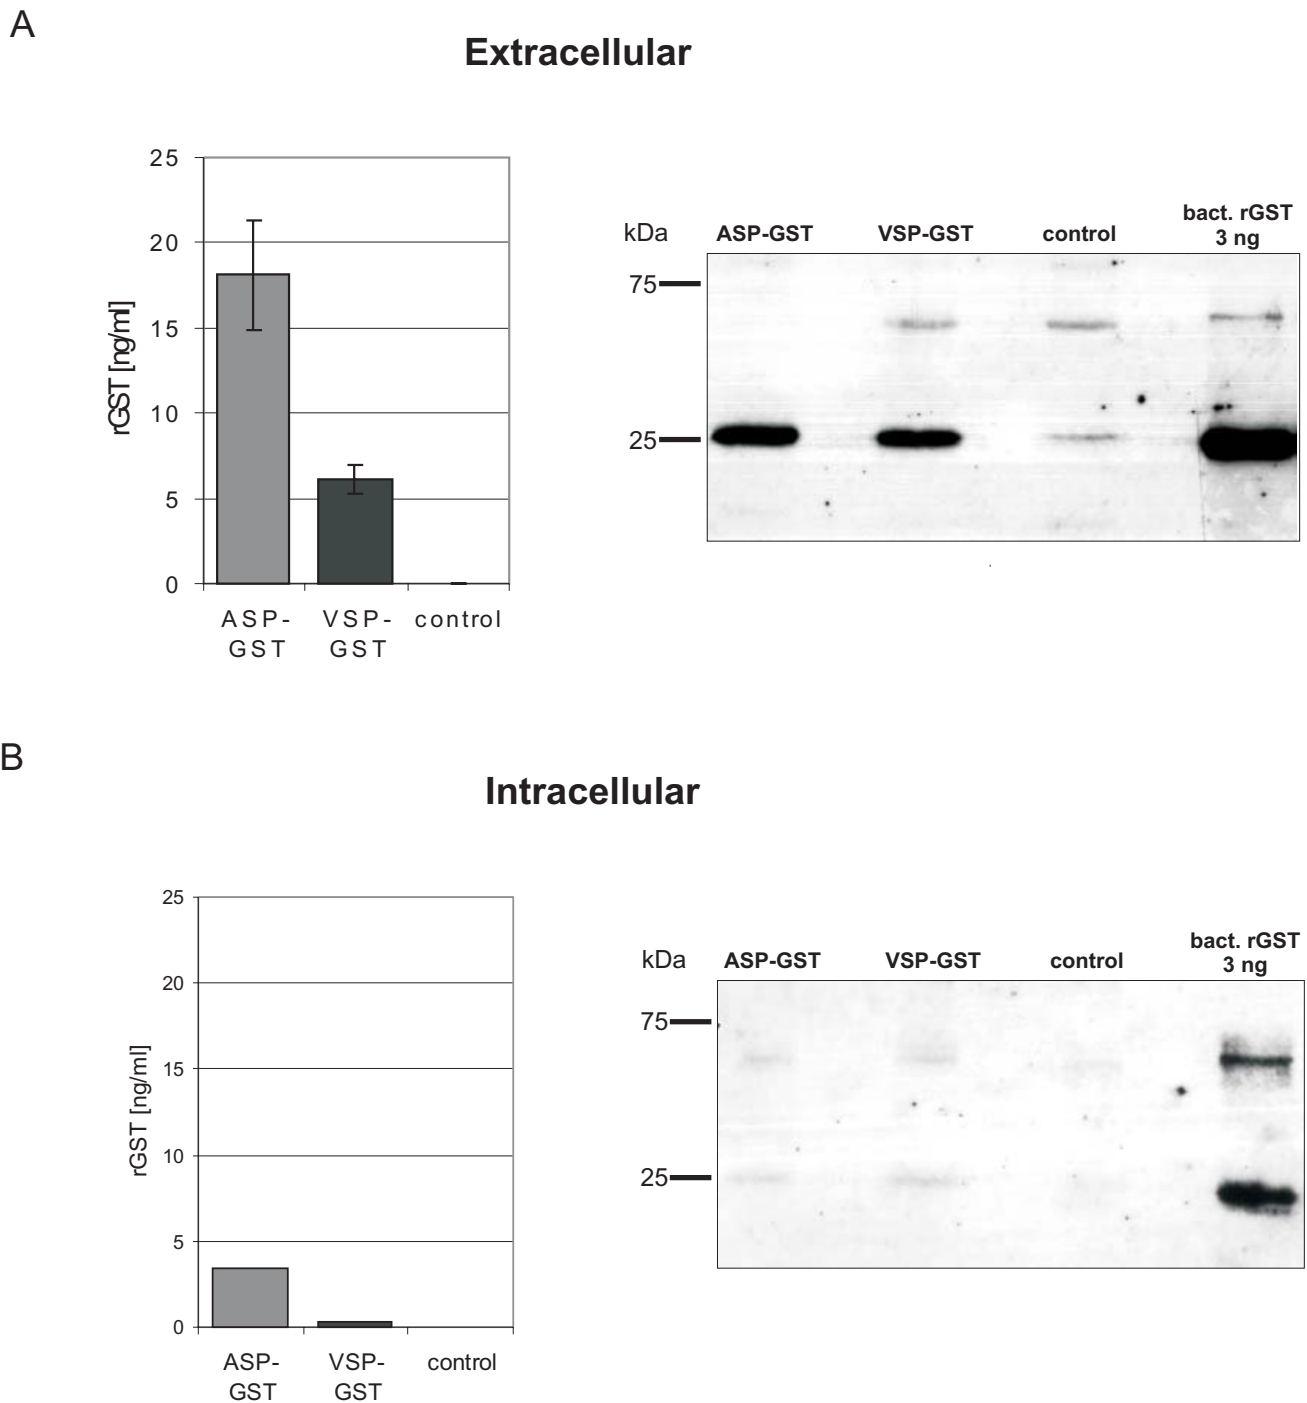 A
Extracellular
25
20
15
10
5
0
rGST [ng/ml]
ASP-
GST
VSP-
GST
control
kDa
ASP-GST
VSP-GST
control
bact. rGST
3 ng
75
25
B
Intracellular
25
20
15
10
5
0
rGST [ng/ml]
ASP-
GST
VSP-
GST
control
kDa
ASP-GST
VSP-GST
control
bact. rGST
3 ng
75
25